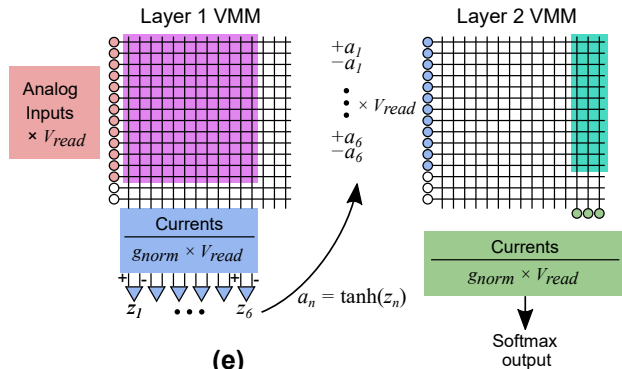 Layer 1 VMM
Layer 2 VMM
Analog
Inputs
× V_read
+a_1
−a_1
× V_read
+a_6
−a_6
Currents
g_norm × V_read
+ - + -
z_1 ••• z_6
a_n = tanh(z_n)
Currents
g_norm × V_read
Softmax
output
(e)